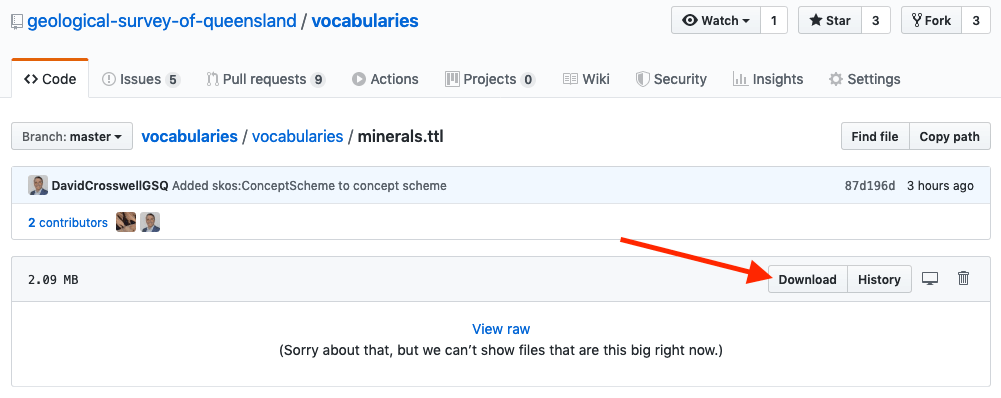 geological-survey-of-queensland / vocabularies
Watch 1 Star 3 Fork 3
Code Issues 5 Pull requests 9 Actions Projects 0 Wiki Security Insights Settings
Branch: master vocabularies / vocabularies / minerals.ttl Find file Copy path
DavidCrosswellGSQ Added skos:ConceptScheme to concept scheme 87d196d 3 hours ago
2 contributors
2.09 MB Download History
View raw
(Sorry about that, but we can’t show files that are this big right now.)